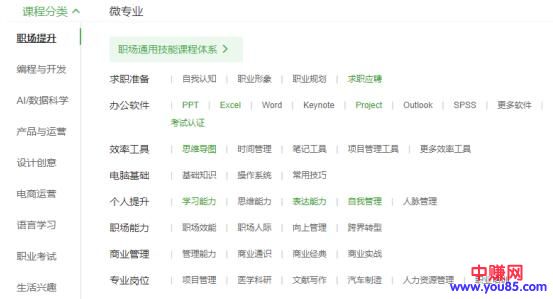 课程分类 微专业
职场提升
职场通用技能课程体系
编程与开发
AI/数据科学
产品与运营
设计创意
电商运营
语言学习
职业考试
生活兴趣
求职准备 自我认知 职业形象 职业规划 求职应聘
办公软件 PPT Excel Word Keynote Project Outlook SPSS 更多软件
考试认证
效率工具 思维导图 时间管理 笔记工具 项目管理工具 更多效率工具
电脑基础 基础知识 操作系统 常用技巧
个人提升 学习能力 思维能力 表达能力 自我管理 人脉管理
职场能力 职场效能 职场人际 向上管理 跨界转型
商业管理 管理能力 商业通识 商业经典 商业实战
专业岗位 项目管理 医学科研 文献写作 汽车制造 人力资源管理
中赚网
www.you85.com